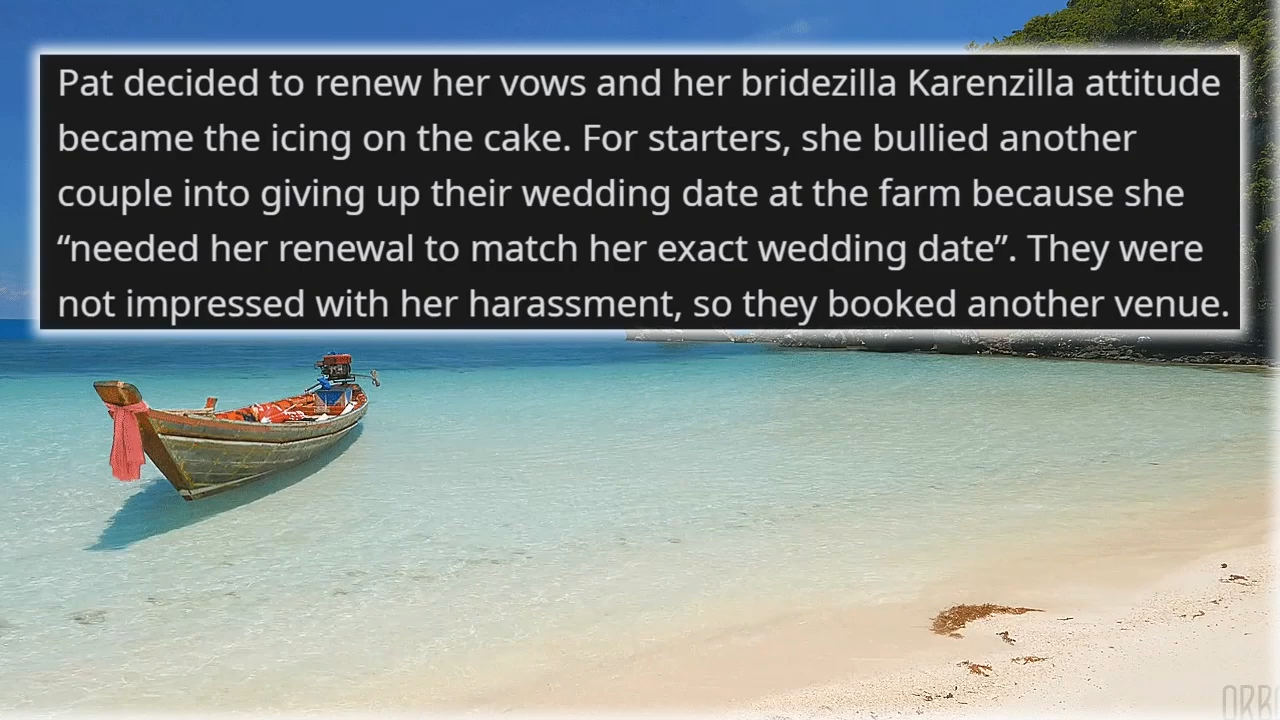 Pat decided to renew her vows and her bridezilla Karenzilla attitude
became the icing on the cake. For starters, she bullied another
couple into giving up their wedding date at the farm because she
“needed her renewal to match her exact wedding date”. They were
not impressed with her harassment, so they booked another venue.